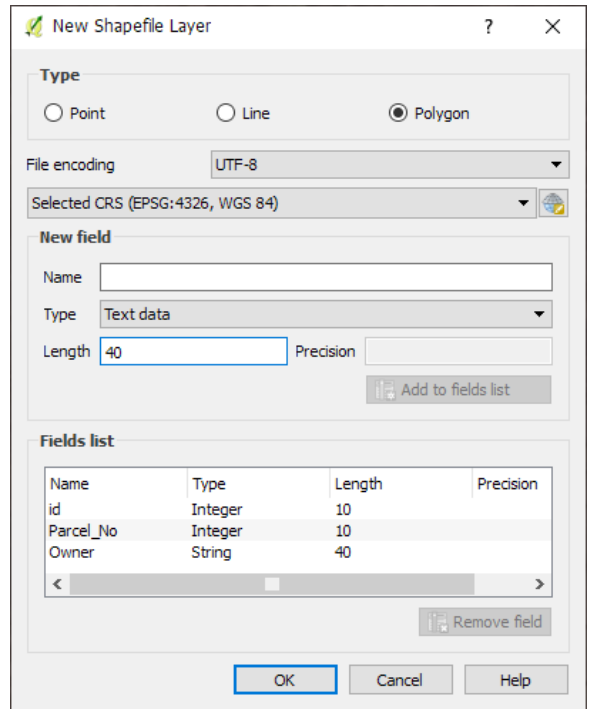 New Shapefile Layer ?
Type
Point Line Polygon
File encoding UTF-8
Selected CRS (EPSG:4326, WGS 84)
New field
Name
Type Text data
Length 40 Precision
Add to fields list
Fields list
Name Type Length Precision
id Integer 10
Parcel_No Integer 10
Owner String 40
Remove field
OK Cancel Help